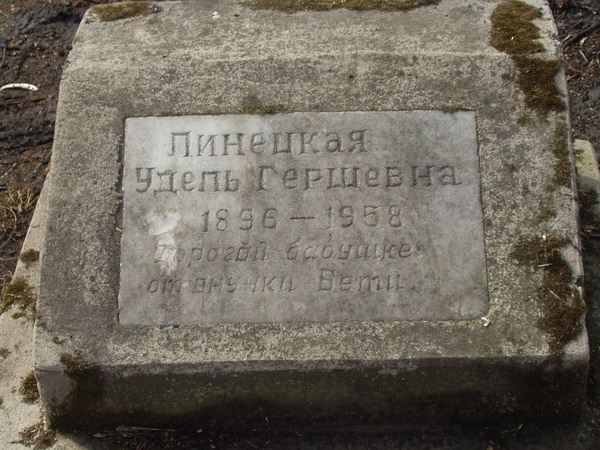 Пинецкая
Удель Гершевна
1896-1958
Дорогой бабушке
от внучки Бети.